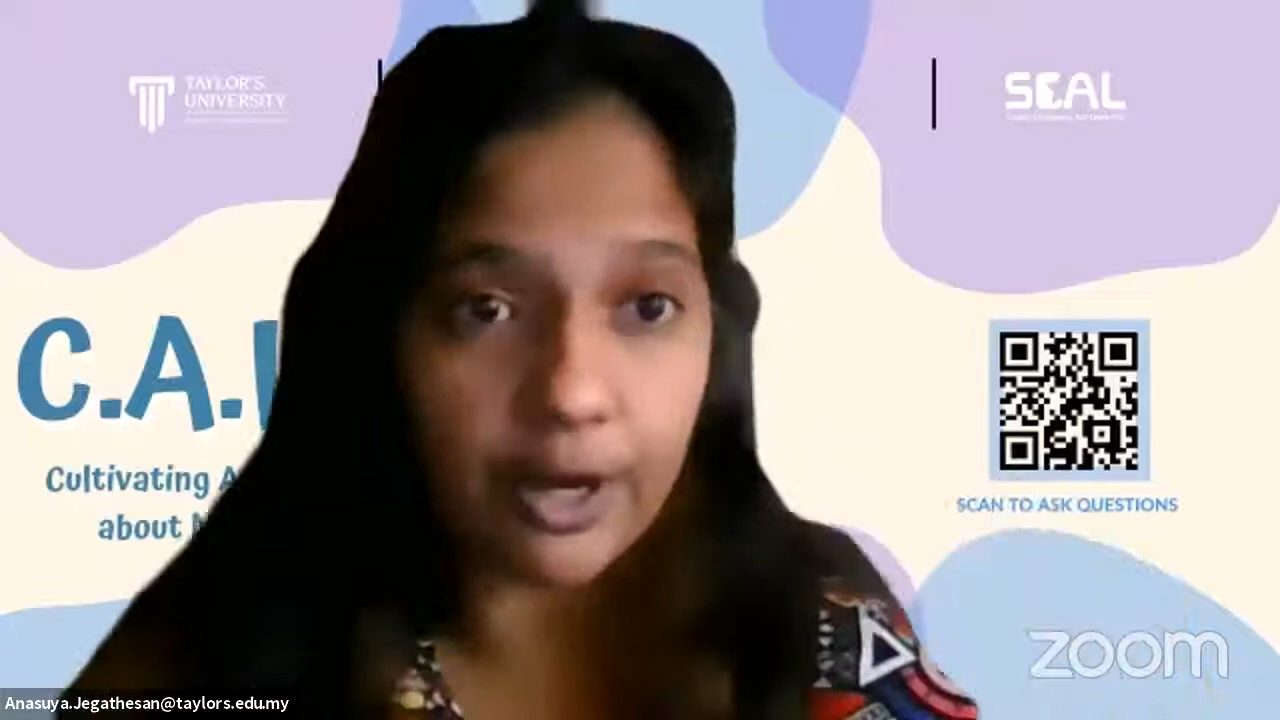 TAYLOR'S
UNIVERSITY
SEAL
C.A.
Cultivating A
about
SCAN TO ASK QUESTIONS
zoom
Anasuya.Jegathesan@taylors.edu.my